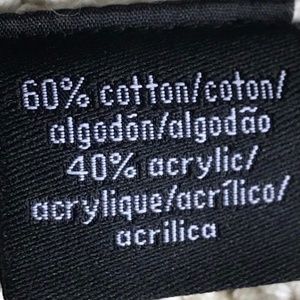 60% cotton/coton/
algodón/algodão
40% acrylic/
acrylique/acrílico/
acrilica